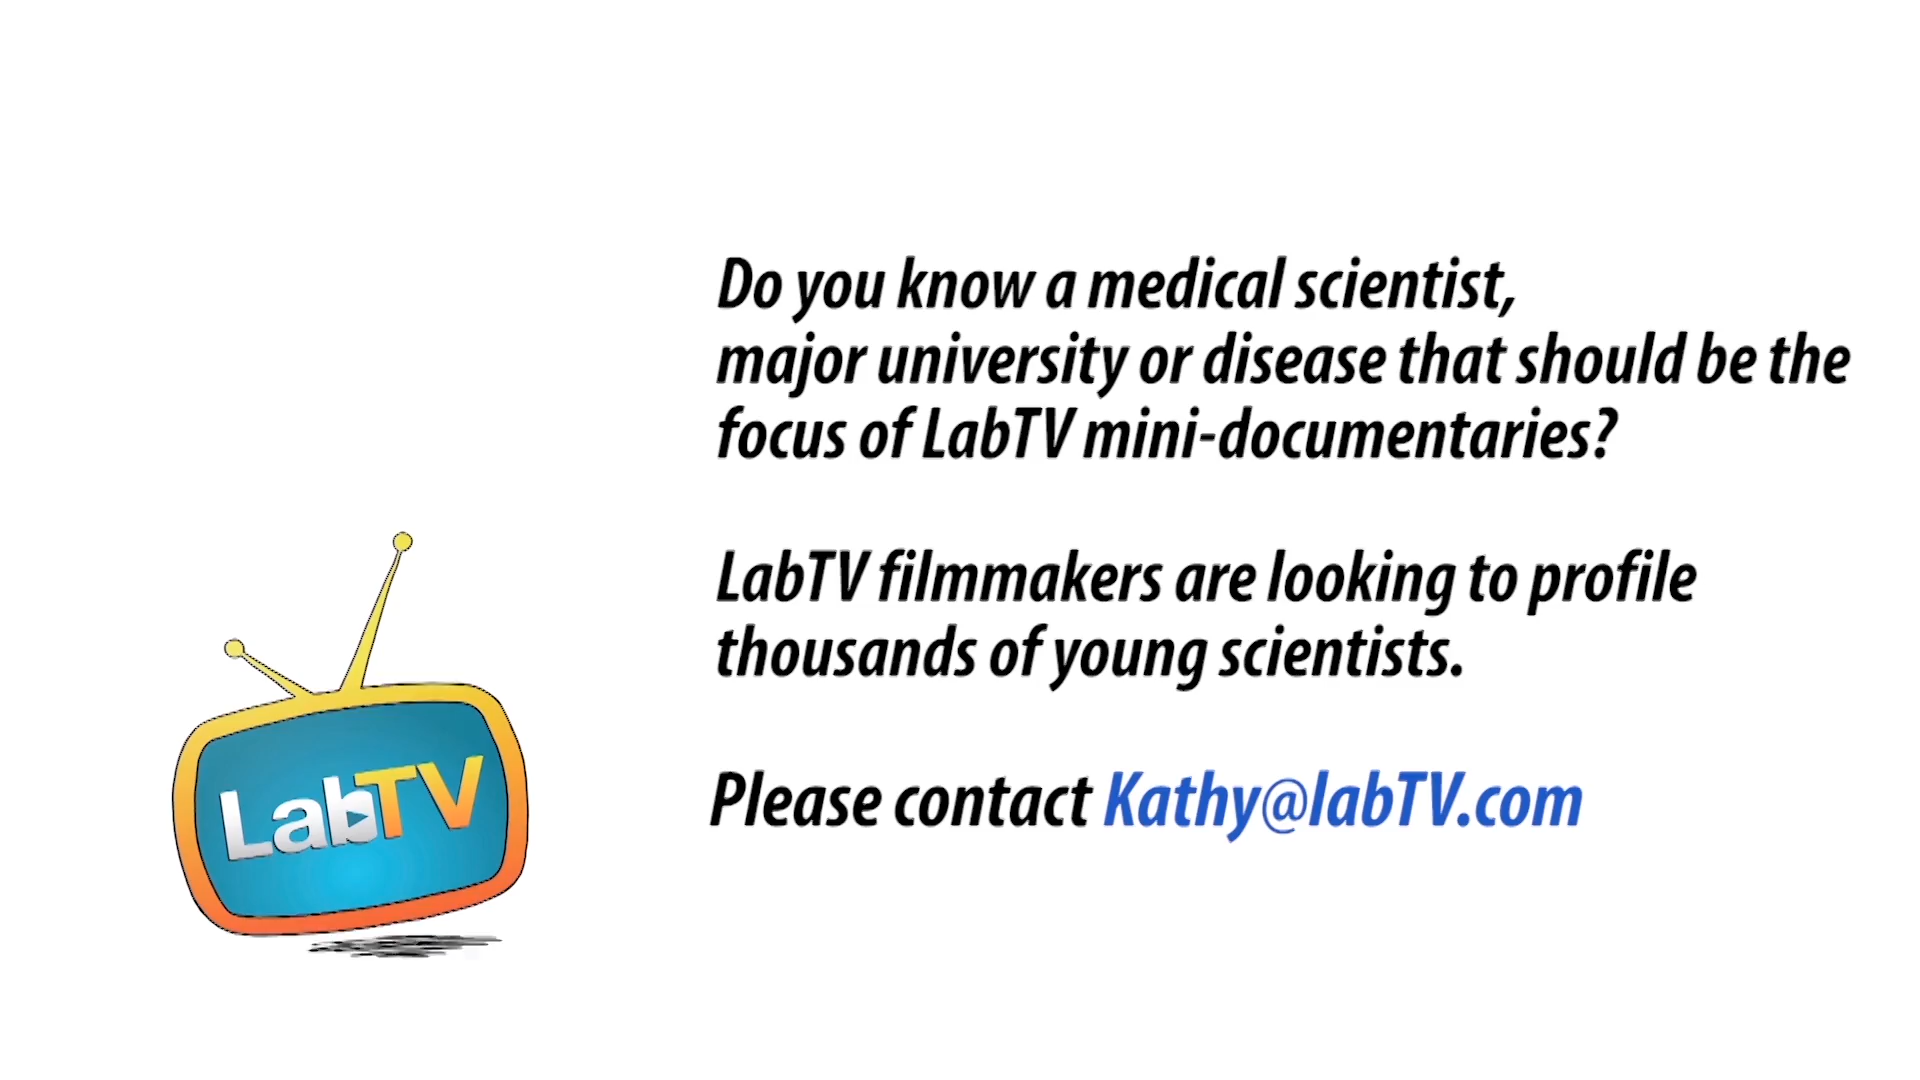 Do you know a medical scientist,
major university or disease that should be the
focus of LabTV mini-documentaries?
LabTV filmmakers are looking to profile
thousands of young scientists.
Please contact Kathy@labTV.com
LabTV